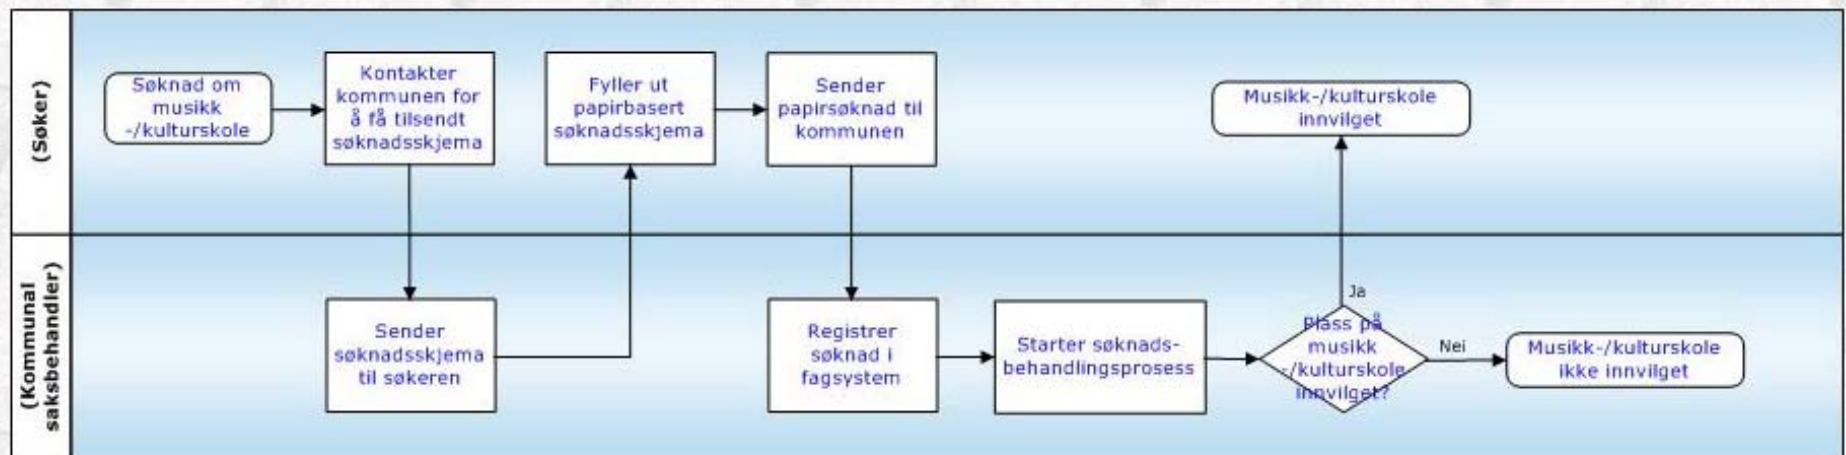 (Søker)
Søknad om
musikk
-/kulturskole
Kontakter
kommunen for
å få tilsendt
søknadsskjema
Fyller ut
papirbasert
søknadsskjema
Sender
papirsøknad til
kommunen
Musikk-/kulturskole
innvilget
(Kommunal
saksbehandler)
Sender
søknadsskjema
til søkeren
Registrer
søknad i
fagsystem
Starter søknads-
behandlingsprosess
Ja
Plass på
musikk
-/kulturskole
innvilget?
Nei
Musikk-/kulturskole
ikke innvilget